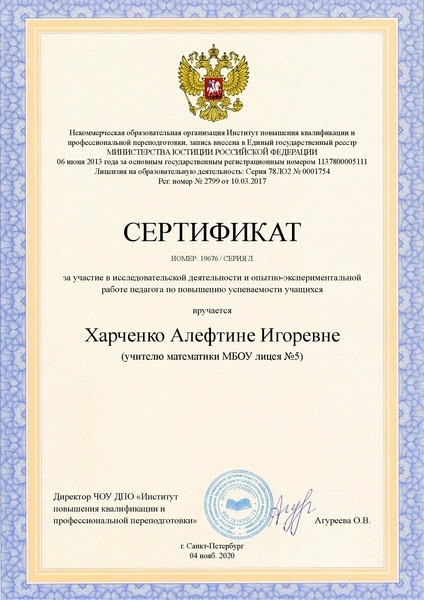 Некоммерческая образовательная организация Институт повышения квалификации и
профессиональной переподготовки, запись внесена в Единый государственный реестр
МИНИСТЕРСТВА ЮСТИЦИИ РОССИЙСКОЙ ФЕДЕРАЦИИ
06 июня 2013 года за основным государственным регистрационным номером 1137800005111
Лицензия на образовательную деятельность: Серия 78ЛО2 № 0001754
Рег. номер № 2799 от 10.03.2017
СЕРТИФИКАТ
НОМЕР: 19676 / СЕРИЯ Л
за участие в исследовательской деятельности и опытно-экспериментальной
работе педагога по повышению успеваемости учащихся
вручается
Харченко Алефтине Игоревне
(учителю математики МБОУ лицея №5)
Директор ЧОУ ДПО «Институт
повышения квалификации и
профессиональной переподготовки»
Агуреева О.В.
г. Санкт-Петербург
04 нояб. 2020